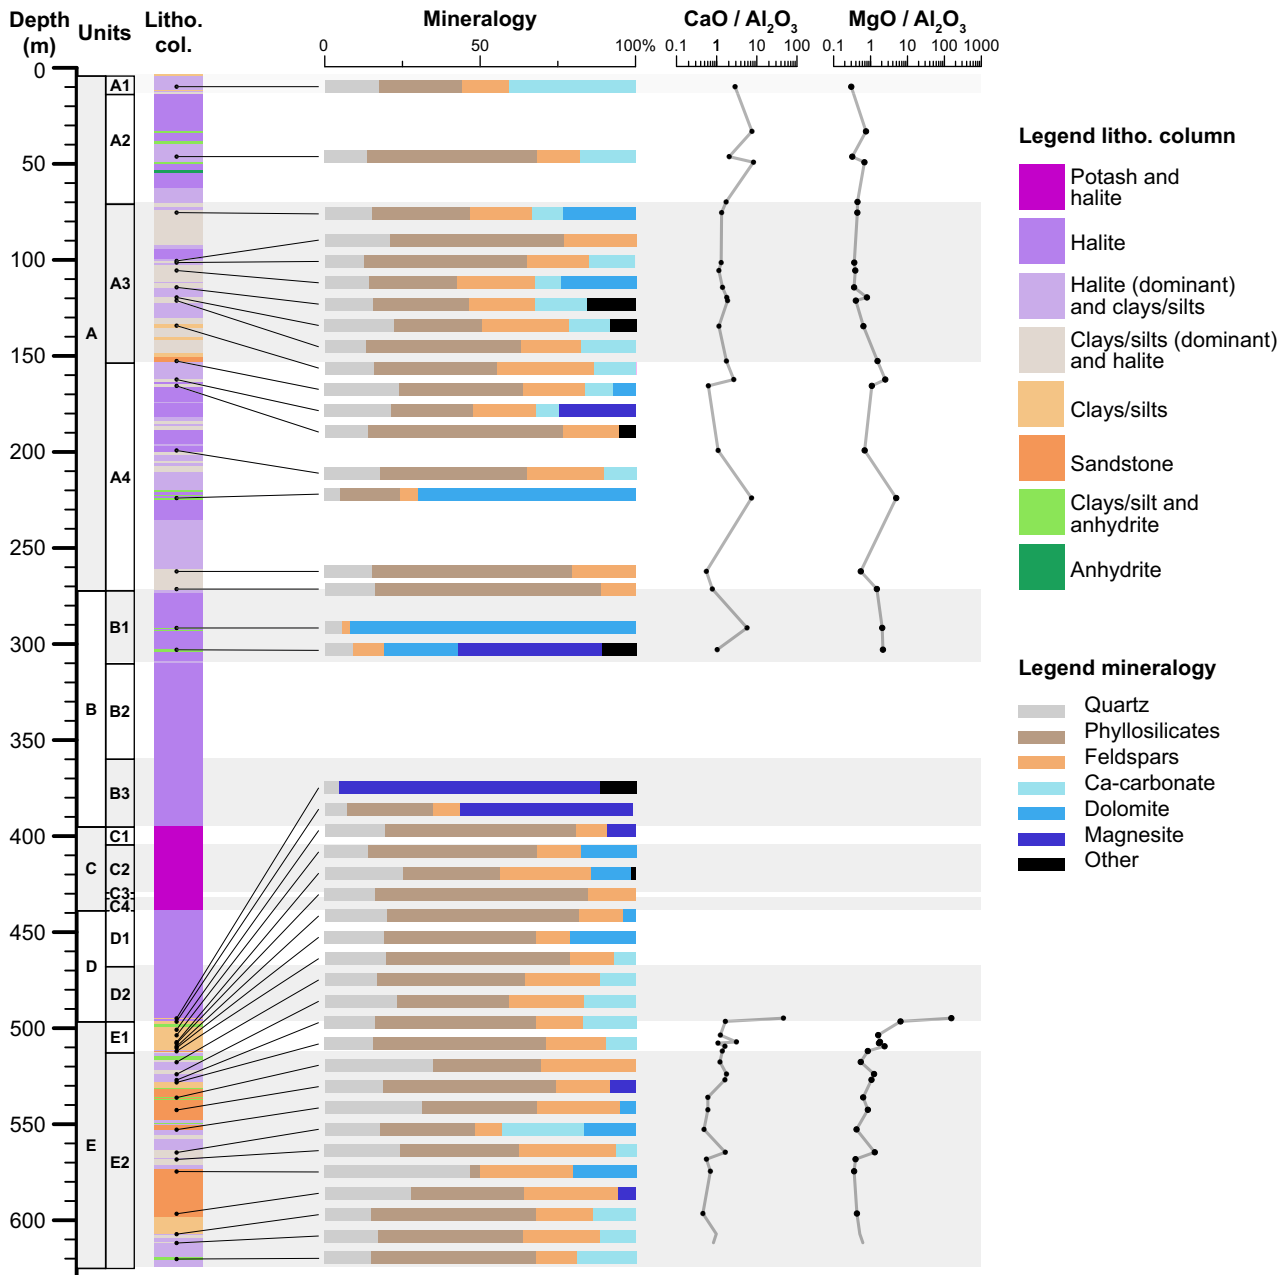 Depth
(m)
Units
Litho.
col.
Mineralogy
CaO / Al₂O₃
MgO / Al₂O₃
0
50
100%
0.1
1
10
100
0.1
1
10
100
1000
0
50
100
150
200
250
300
350
400
450
500
550
600
A
B
C
D
E
A1
A2
A3
A4
B1
B2
B3
C1
C2
C3
C4
D1
D2
E1
E2
Legend litho. column
Potash and
halite
Halite
Halite (dominant)
and clays/silts
Clays/silts (dominant)
and halite
Clays/silts
Sandstone
Clays/silt and
anhydrite
Anhydrite
Legend mineralogy
Quartz
Phyllosilicates
Feldspars
Ca-carbonate
Dolomite
Magnesite
Other